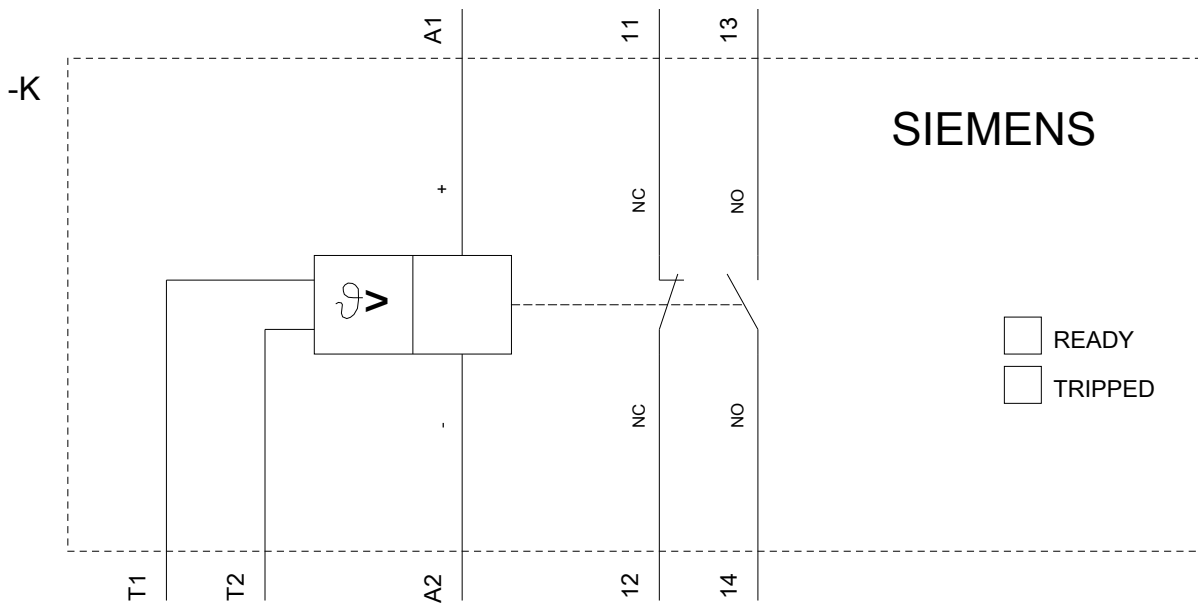 A1
11
13
-K
SIEMENS
+
NC
NO
ϑ>
READY
TRIPPED
-
NC
NO
T1
T2
A2
12
14